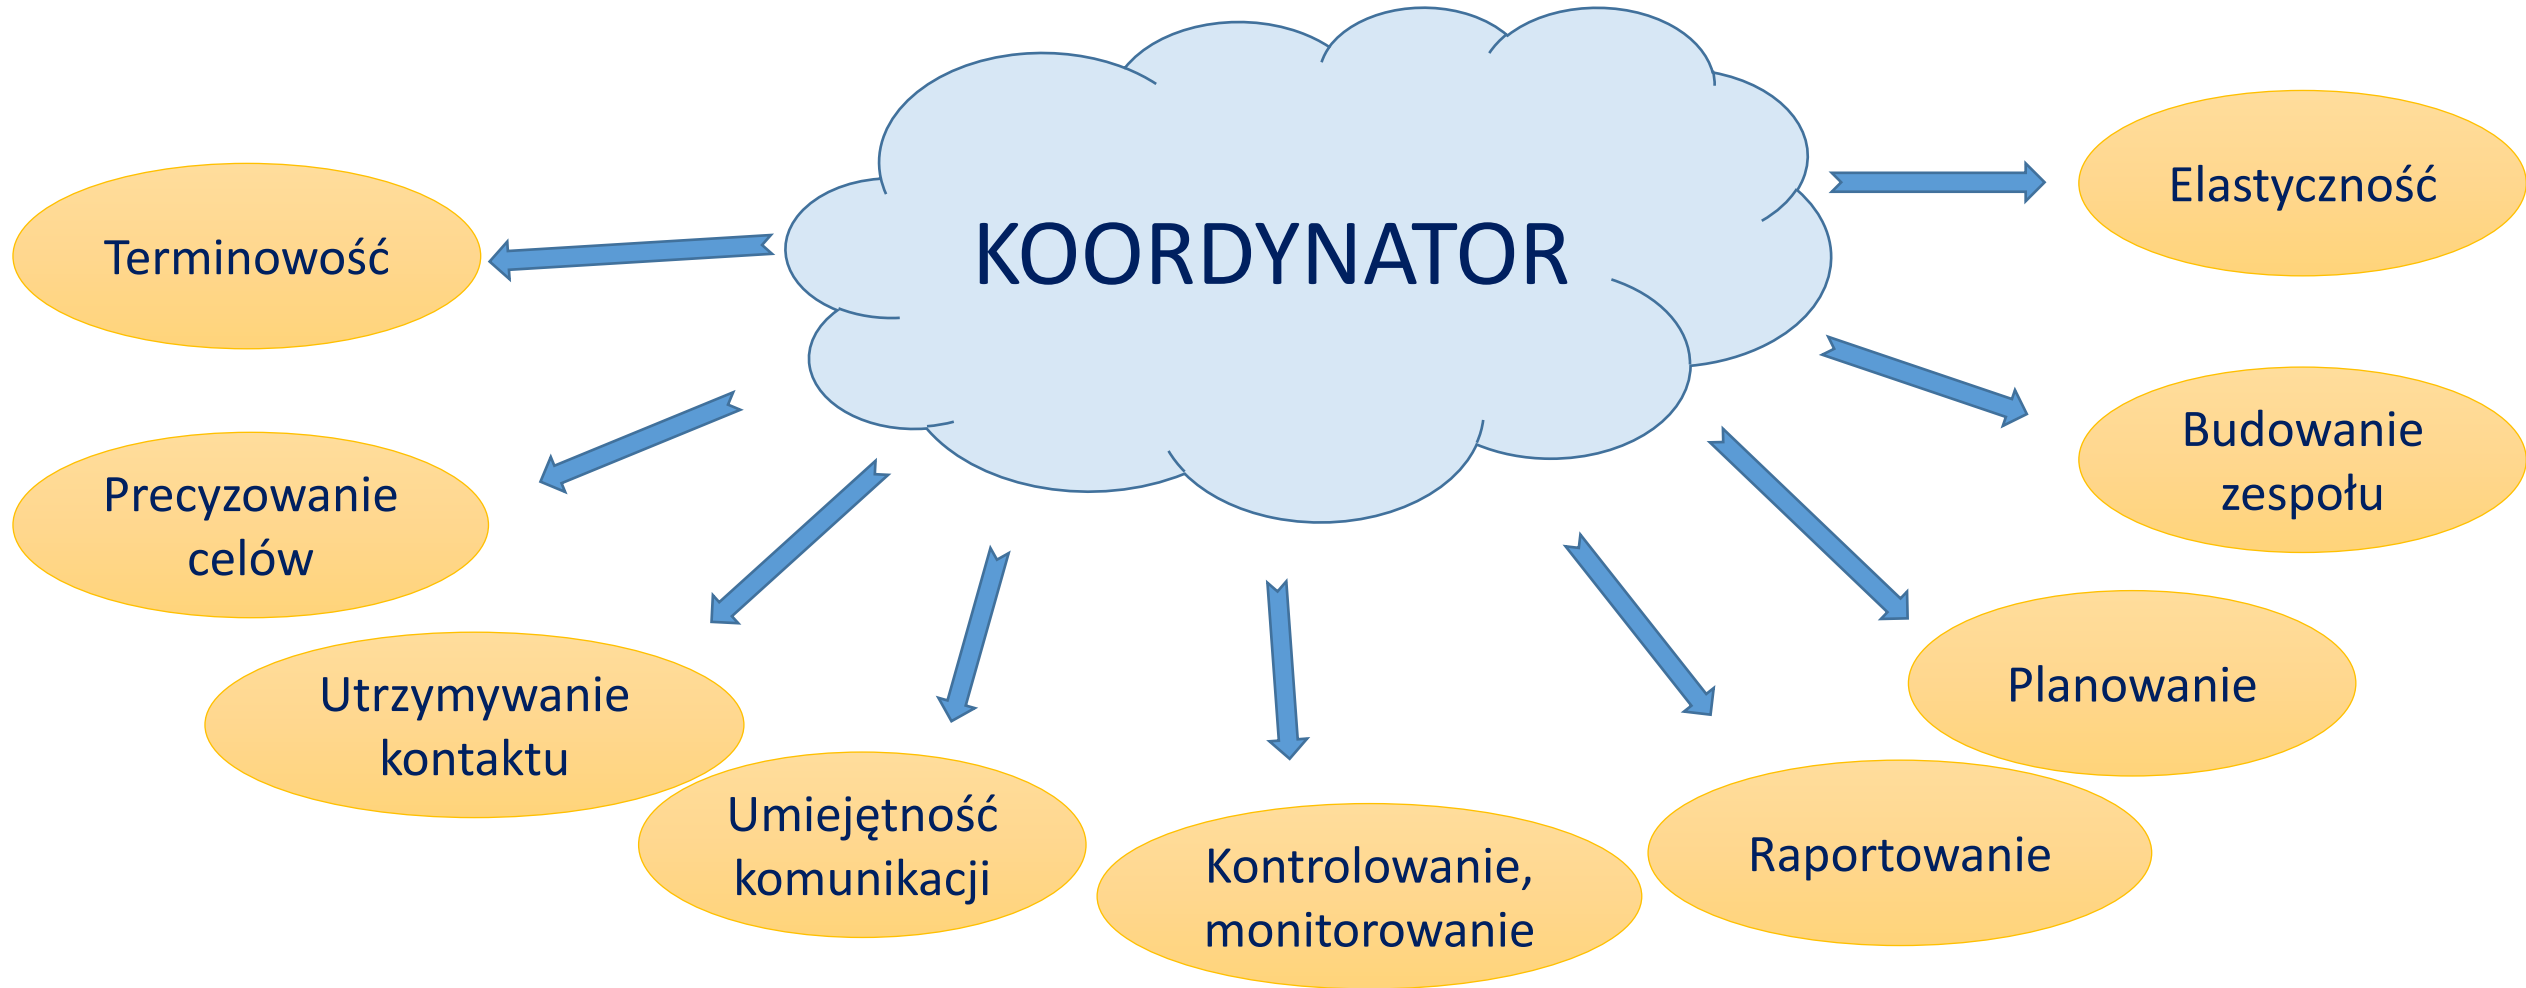 KOORDYNATOR
Terminowość
Precyzowanie
celów
Utrzymywanie
kontaktu
Umiejętność
komunikacji
Kontrolowanie,
monitorowanie
Raportowanie
Planowanie
Budowanie
zespołu
Elastyczność